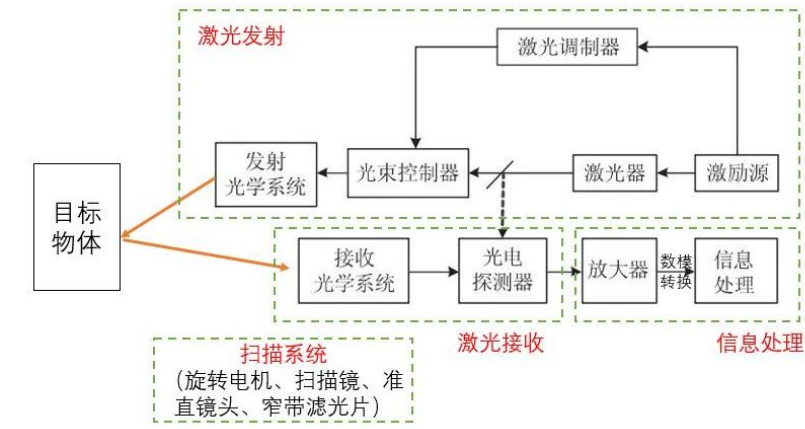 激光发射
激光调制器
发射
光学系统
光束控制器
激光器
激励源
目标
物体
接收
光学系统
光电
探测器
放大器
数模
转换
信息
处理
激光接收
信息处理
扫描系统
（旋转电机、扫描镜、准
直镜头、窄带滤光片）